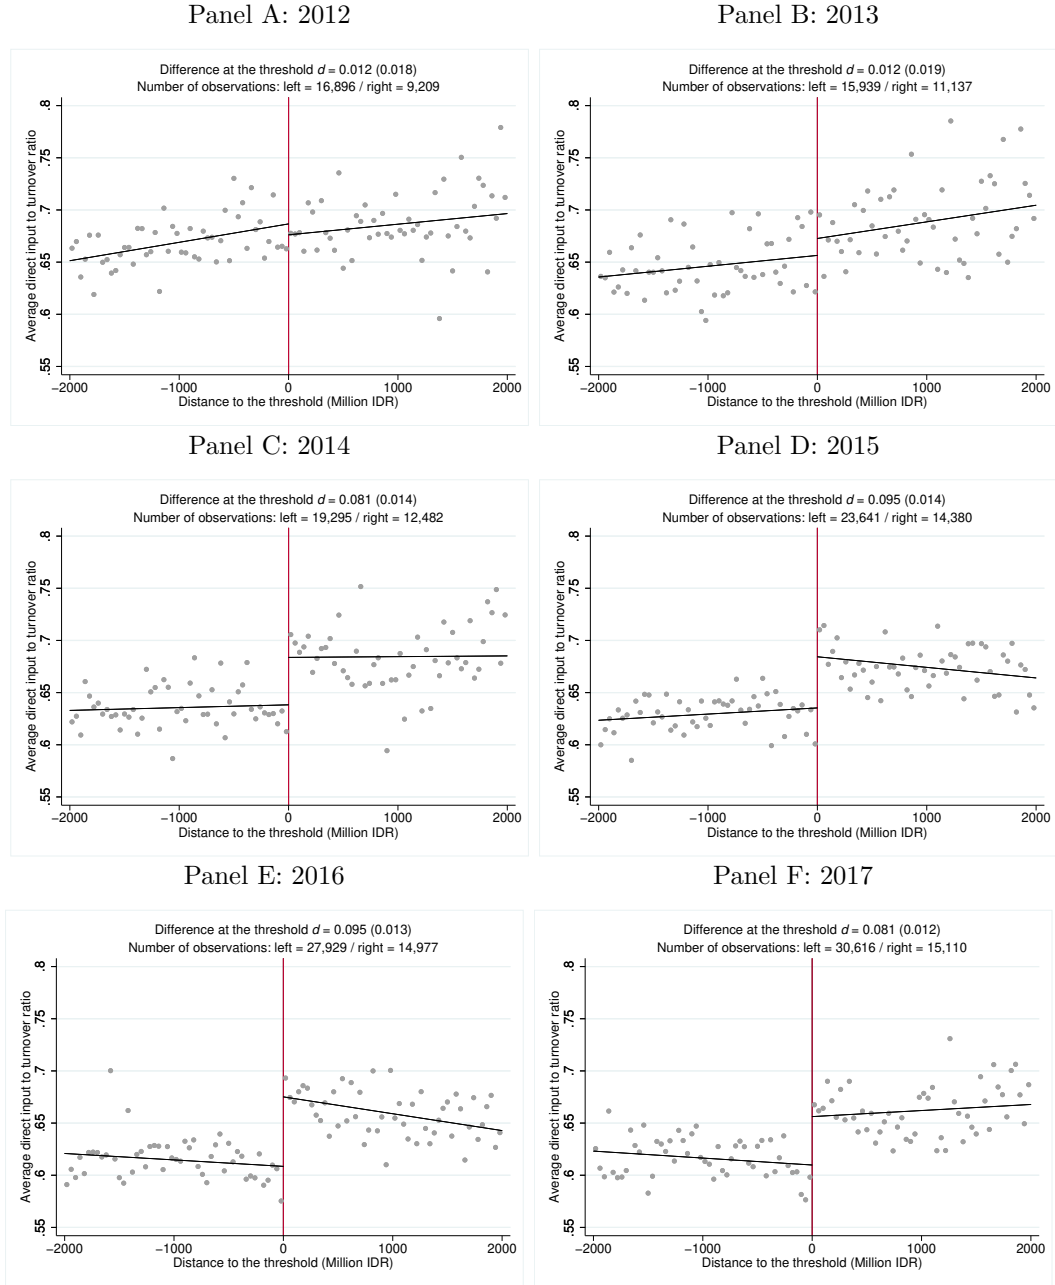 Panel A: 2012
Difference at the threshold d = 0.012 (0.018)
Number of observations: left = 16,896 / right = 9,209
Average direct input to turnover ratio
.8
.75
.7
.65
.6
.55
−2000 −1000 0 1000 2000
Distance to the threshold (Million IDR)
Panel B: 2013
Difference at the threshold d = 0.012 (0.019)
Number of observations: left = 15,939 / right = 11,137
Average direct input to turnover ratio
.8
.75
.7
.65
.6
.55
−2000 −1000 0 1000 2000
Distance to the threshold (Million IDR)
Panel C: 2014
Difference at the threshold d = 0.081 (0.014)
Number of observations: left = 19,295 / right = 12,482
Average direct input to turnover ratio
.8
.75
.7
.65
.6
.55
−2000 −1000 0 1000 2000
Distance to the threshold (Million IDR)
Panel D: 2015
Difference at the threshold d = 0.095 (0.014)
Number of observations: left = 23,641 / right = 14,380
Average direct input to turnover ratio
.8
.75
.7
.65
.6
.55
−2000 −1000 0 1000 2000
Distance to the threshold (Million IDR)
Panel E: 2016
Difference at the threshold d = 0.095 (0.013)
Number of observations: left = 27,929 / right = 14,977
Average direct input to turnover ratio
.8
.75
.7
.65
.6
.55
−2000 −1000 0 1000 2000
Distance to the threshold (Million IDR)
Panel F: 2017
Difference at the threshold d = 0.081 (0.012)
Number of observations: left = 30,616 / right = 15,110
Average direct input to turnover ratio
.8
.75
.7
.65
.6
.55
−2000 −1000 0 1000 2000
Distance to the threshold (Million IDR)